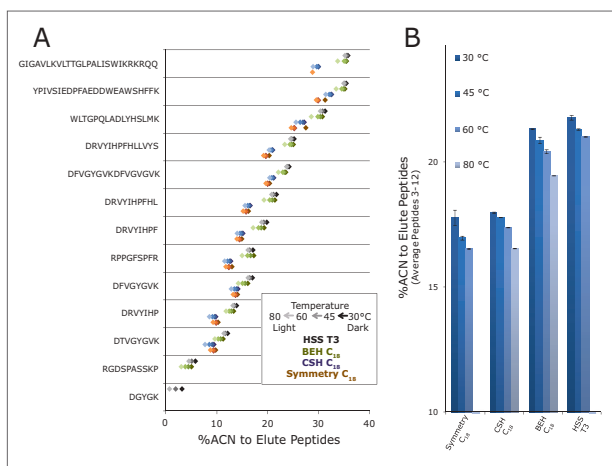 A
GIGAVLKVLTTGLPALISWIKRKRQQ
YPIVSIEDPFAEDDWEAWSHFFK
WLTGPQLADLYHSLMK
DRVYIHPFHLLVYS
DFVGYGVKDFVGVGVK
DRVYIHPFHL
DRVYIHPF
RPPGFSPFR
DFVGYGVK
DRVYIHP
DTVGYGVK
RGDSPASSKP
DGYGK
Temperature
80 60 45 30°C
Light Dark
HSS T3
BEH C18
CSH C18
Symmetry C18
0 10 20 30 40
%ACN to Elute Peptides
B
30 °C
45 °C
60 °C
80 °C
%ACN to Elute Peptides
(Average Peptides 3–12)
20
15
10
Symmetry
C18
CSH
C18
BEH
C18
HSS
T3